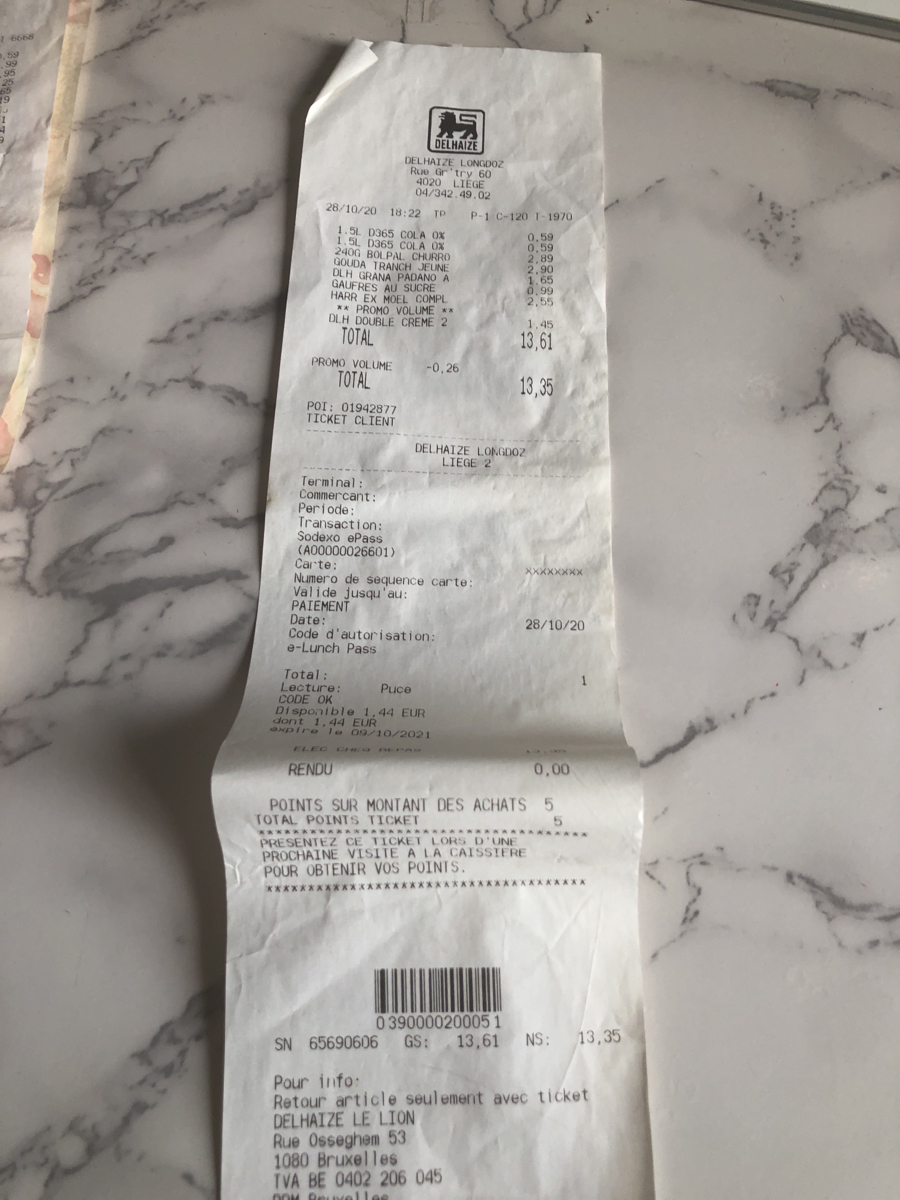 DELHAIZE
DELHAIZE LONGDOZ
Rue Gr'try 60
4020 LIEGE
04/342.49.02
28/10/20 18:22 TP P-1 C-120 T-1970
1.5L D365 COLA 0% 0,59
1.5L D365 COLA 0% 0,59
240G BOLPAL CHURRO 2,89
GOUDA TRANCH JEUNE 2,90
DLH GRANA PADANO A 1,65
GAUFRES AU SUCRE 0,99
HARR EX MOEL COMPL 2,55
** PROMO VOLUME **
DLH DOUBLE CREME 2 1,45
TOTAL 13,61
PROMO VOLUME -0,26
TOTAL 13,35
POI: 01942877
TICKET CLIENT
DELHAIZE LONGDOZ
LIEGE 2
Terminal:
Commercant:
Periode:
Transaction:
Sodexo ePass
(A00000026601)
Carte: xxxxxxxx
Numero de sequence carte:
Valide jusqu'au:
PAIEMENT
Date: 28/10/20
Code d'autorisation:
e-Lunch Pass
Total: 1
Lecture: Puce
CODE OK
Disponible 1,44 EUR
dont 1,44 EUR
expire le 09/10/2021
ELEC CHEQ REPAS
RENDU 0,00
POINTS SUR MONTANT DES ACHATS 5
TOTAL POINTS TICKET 5
****************************************
PRESENTEZ CE TICKET LORS D'UNE
PROCHAINE VISITE A LA CAISSIERE
POUR OBTENIR VOS POINTS.
****************************************
0390000200051
SN 65690606 GS: 13,61 NS: 13,35
Pour info:
Retour article seulement avec ticket
DELHAIZE LE LION
Rue Osseghem 53
1080 Bruxelles
TVA BE 0402 206 045
RPM Bruxelles